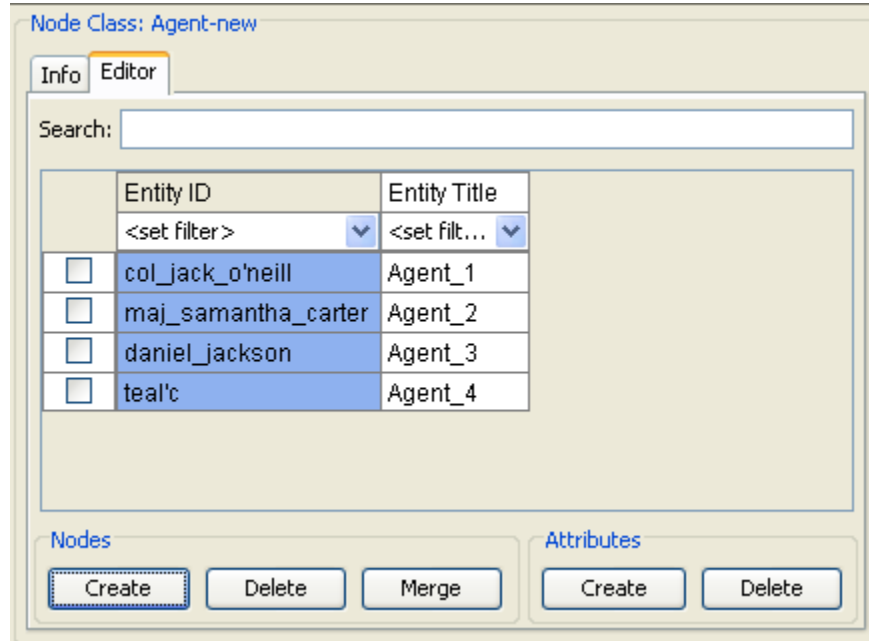 Node Class: Agent-new
Info Editor
Search:
Entity ID Entity Title
<set filter> <set filt...
col_jack_o'neill Agent_1
maj_samantha_carter Agent_2
daniel_jackson Agent_3
teal'c Agent_4
Nodes Attributes
Create Delete Merge Create Delete